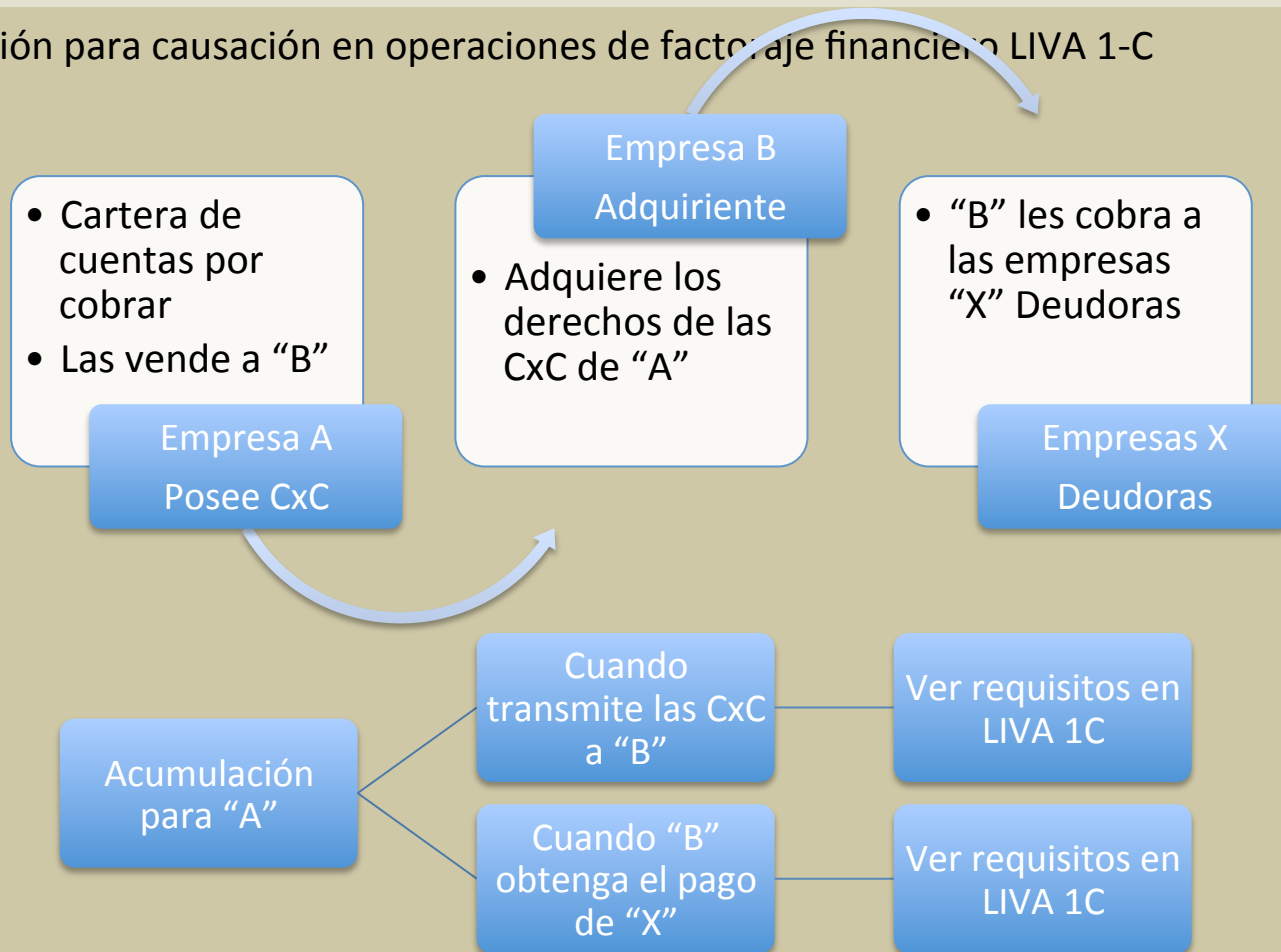 ión para causación en operaciones de factoraje financiero LIVA 1-C
• Cartera de
cuentas por
cobrar
• Las vende a “B”
Empresa A
Posee CxC
Empresa B
Adquiriente
• Adquiere los
derechos de las
CxC de “A”
• “B” les cobra a
las empresas
“X” Deudoras
Empresas X
Deudoras
Acumulación
para “A”
Cuando
transmite las CxC
a “B”
Ver requisitos en
LIVA 1C
Cuando “B”
obtenga el pago
de “X”
Ver requisitos en
LIVA 1C